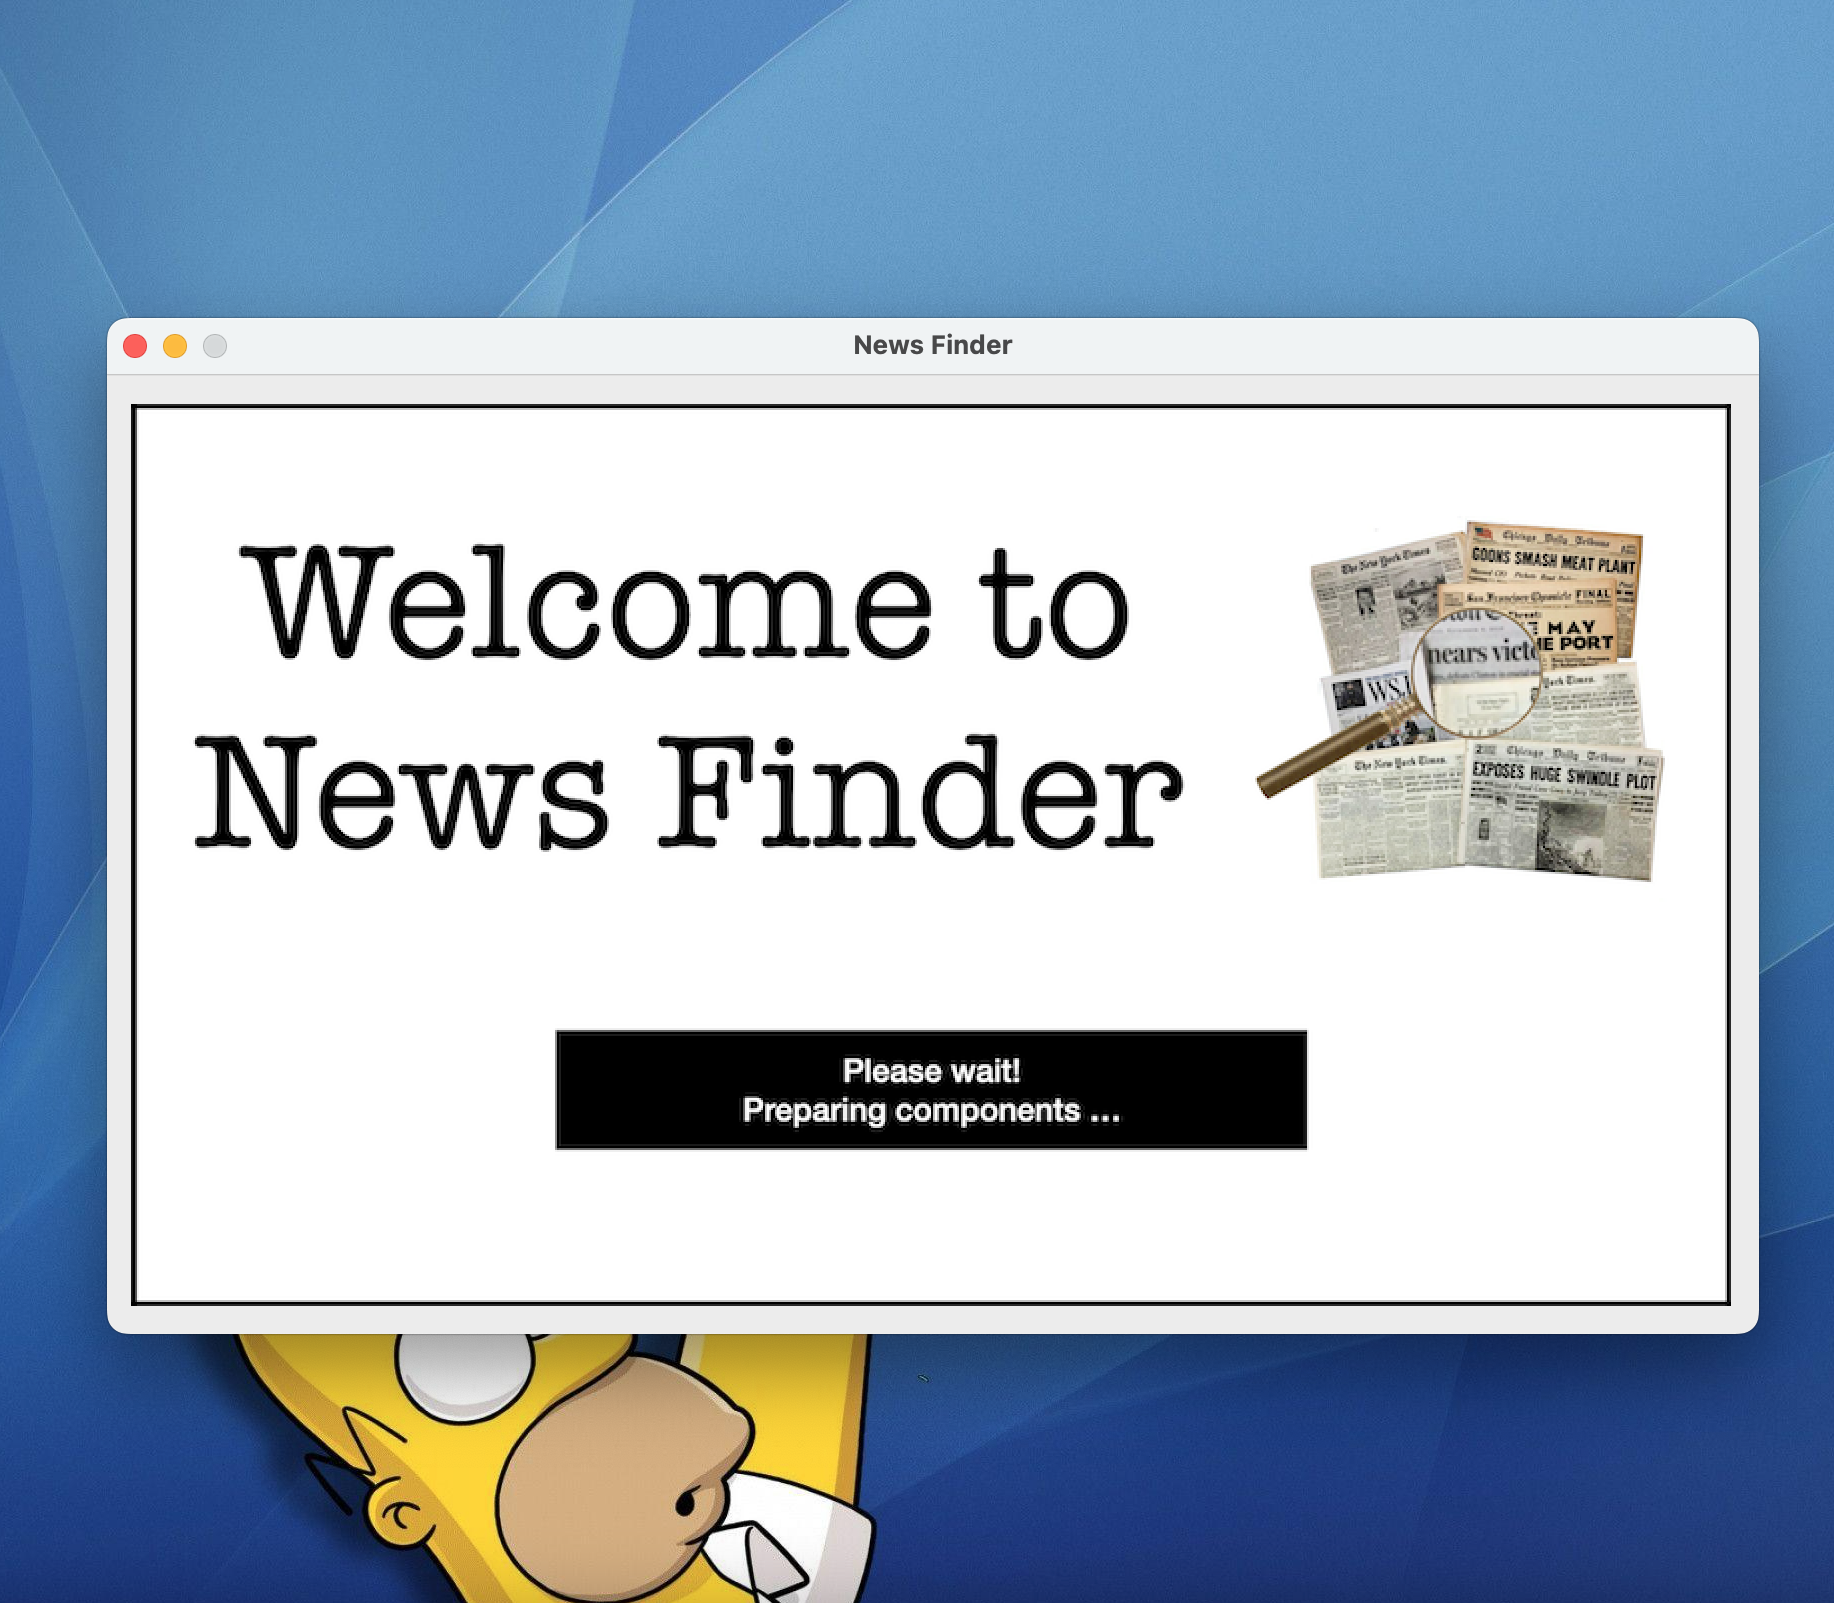 News Finder
Welcome to
News Finder
The New York Times
Chicago Daily Tribune
GOONS SMASH MEAT PLANT
San Francisco Chronicle FINAL
MAY
PORT
nears
WSJ
York Times.
The New York Times.
Chicago Daily Tribune
EXPOSES HUGE SWINDLE PLOT
Please wait!
Preparing components ...